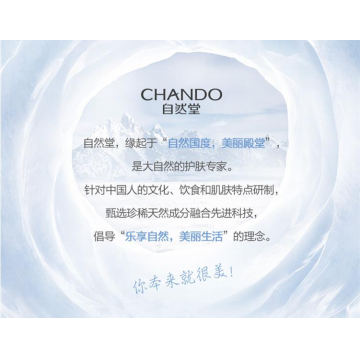 CHANDO
自然堂
自然堂，缘起于“自然国度，美丽殿堂”，
是大自然的护肤专家。
针对中国人的文化、饮食和肌肤特点研制，
甄选珍稀天然成分融合先进科技，
倡导“乐享自然，美丽生活”的理念。
你本来就很美！